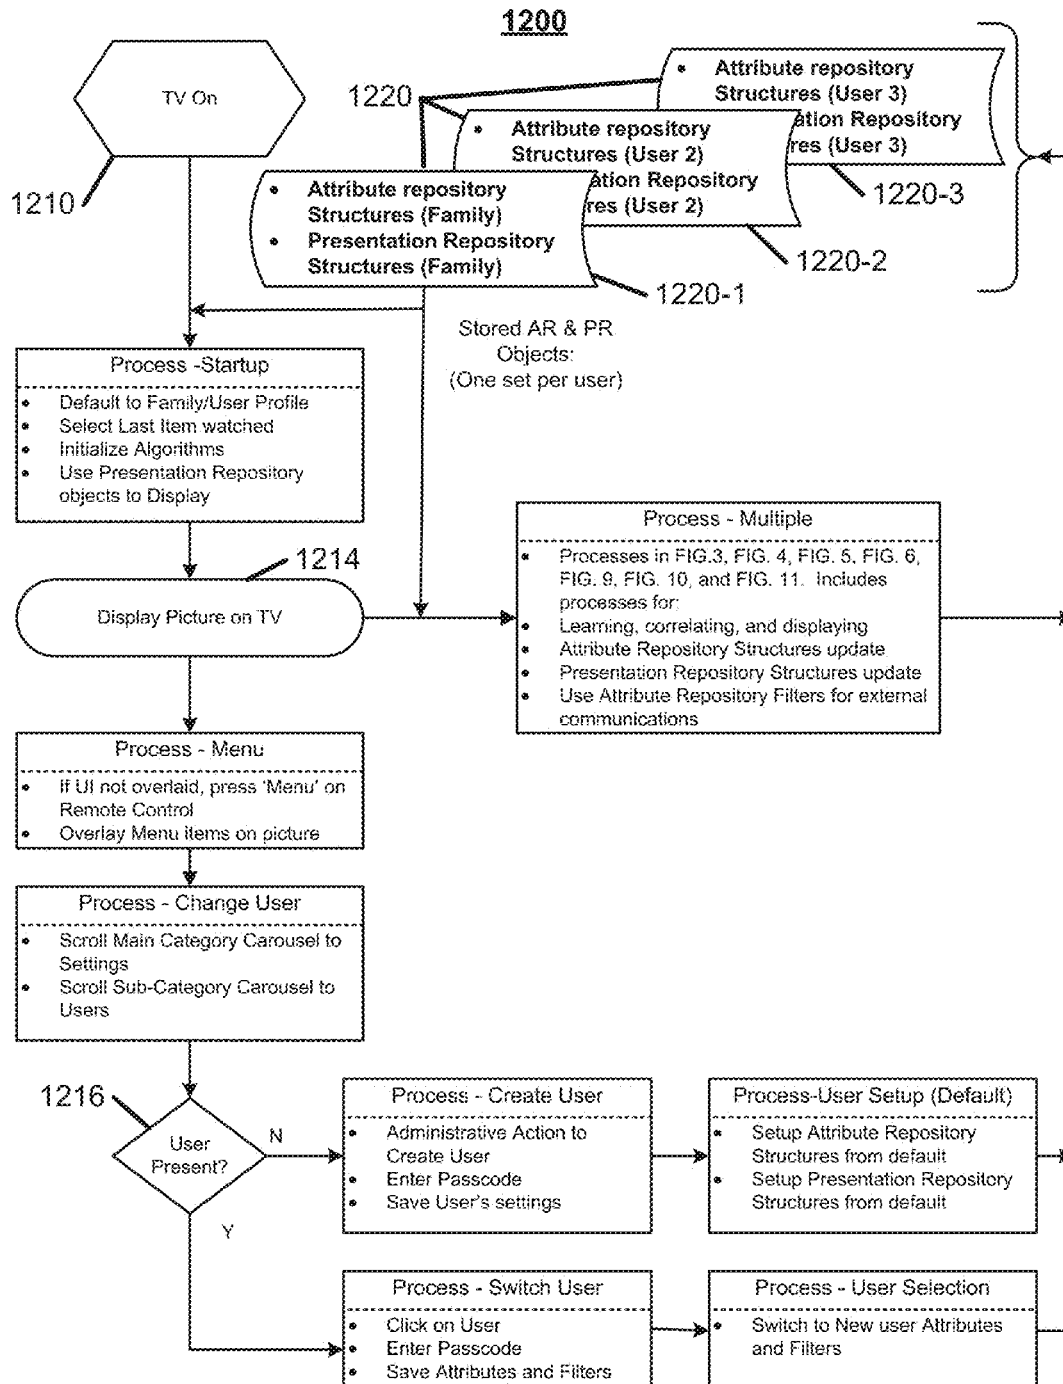 1200
TV On
1210
1220
• Attribute repository
Structures (User 3)
ation Repository
res (User 3)
1220-3
• Attribute repository
Structures (User 2)
ation Repository
res (User 2)
1220-2
• Attribute repository
Structures (Family)
• Presentation Repository
Structures (Family)
1220-1
Stored AR & PR
Objects:
(One set per user)
Process -Startup
• Default to Family/User Profile
• Select Last Item watched
• Initialize Algorithms
• Use Presentation Repository
objects to Display
1214
Display Picture on TV
Process - Multiple
• Processes in FIG.3, FIG. 4, FIG. 5, FIG. 6,
FIG. 9, FIG. 10, and FIG. 11. Includes
processes for:
• Learning, correlating, and displaying
• Attribute Repository Structures update
• Presentation Repository Structures update
• Use Attribute Repository Filters for external
communications
Process - Menu
• If UI not overlaid, press 'Menu' on
Remote Control
• Overlay Menu items on picture
Process - Change User
• Scroll Main Category Carousel to
Settings
• Scroll Sub-Category Carousel to
Users
1216
User
Present?
N
Y
Process - Create User
• Administrative Action to
Create User
• Enter Passcode
• Save User's settings
Process-User Setup (Default)
• Setup Attribute Repository
Structures from default
• Setup Presentation Repository
Structures from default
Process - Switch User
• Click on User
• Enter Passcode
• Save Attributes and Filters
Process - User Selection
• Switch to New user Attributes
and Filters